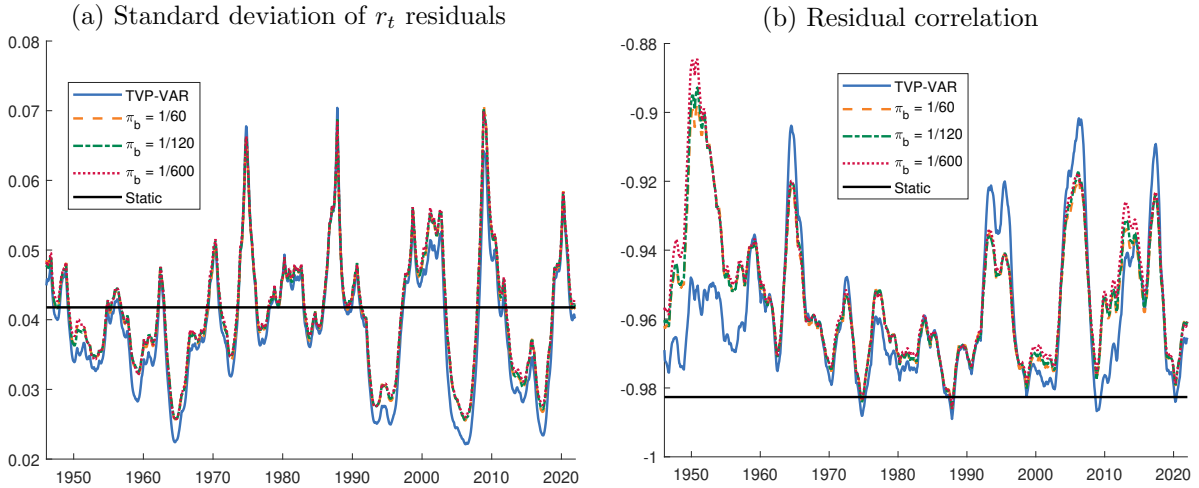 (a) Standard deviation of r_t residuals
0.08
0.07
0.06
0.05
0.04
0.03
0.02
TVP-VAR
π_b = 1/60
π_b = 1/120
π_b = 1/600
Static
1950 1960 1970 1980 1990 2000 2010 2020
(b) Residual correlation
-0.88
-0.9
-0.92
-0.94
-0.96
-0.98
-1
TVP-VAR
π_b = 1/60
π_b = 1/120
π_b = 1/600
Static
1950 1960 1970 1980 1990 2000 2010 2020